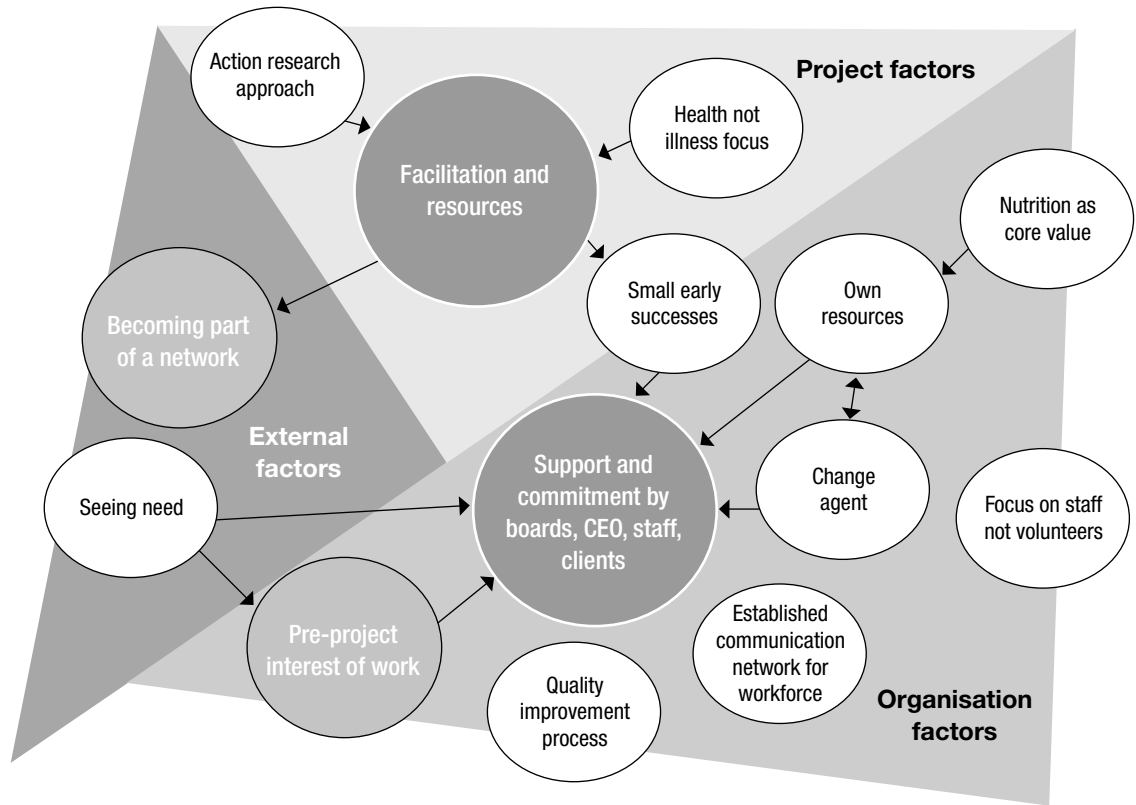 Action research
approach
Project factors
Health not
illness focus
Facilitation and
resources
Nutrition as
core value
Small early
successes
Own
resources
Becoming part
of a network
External
factors
Support and
commitment by
boards, CEO, staff,
clients
Change
agent
Seeing need
Focus on staff
not volunteers
Pre-project
interest of work
Established
communication
network for
workforce
Quality
improvement
process
Organisation
factors